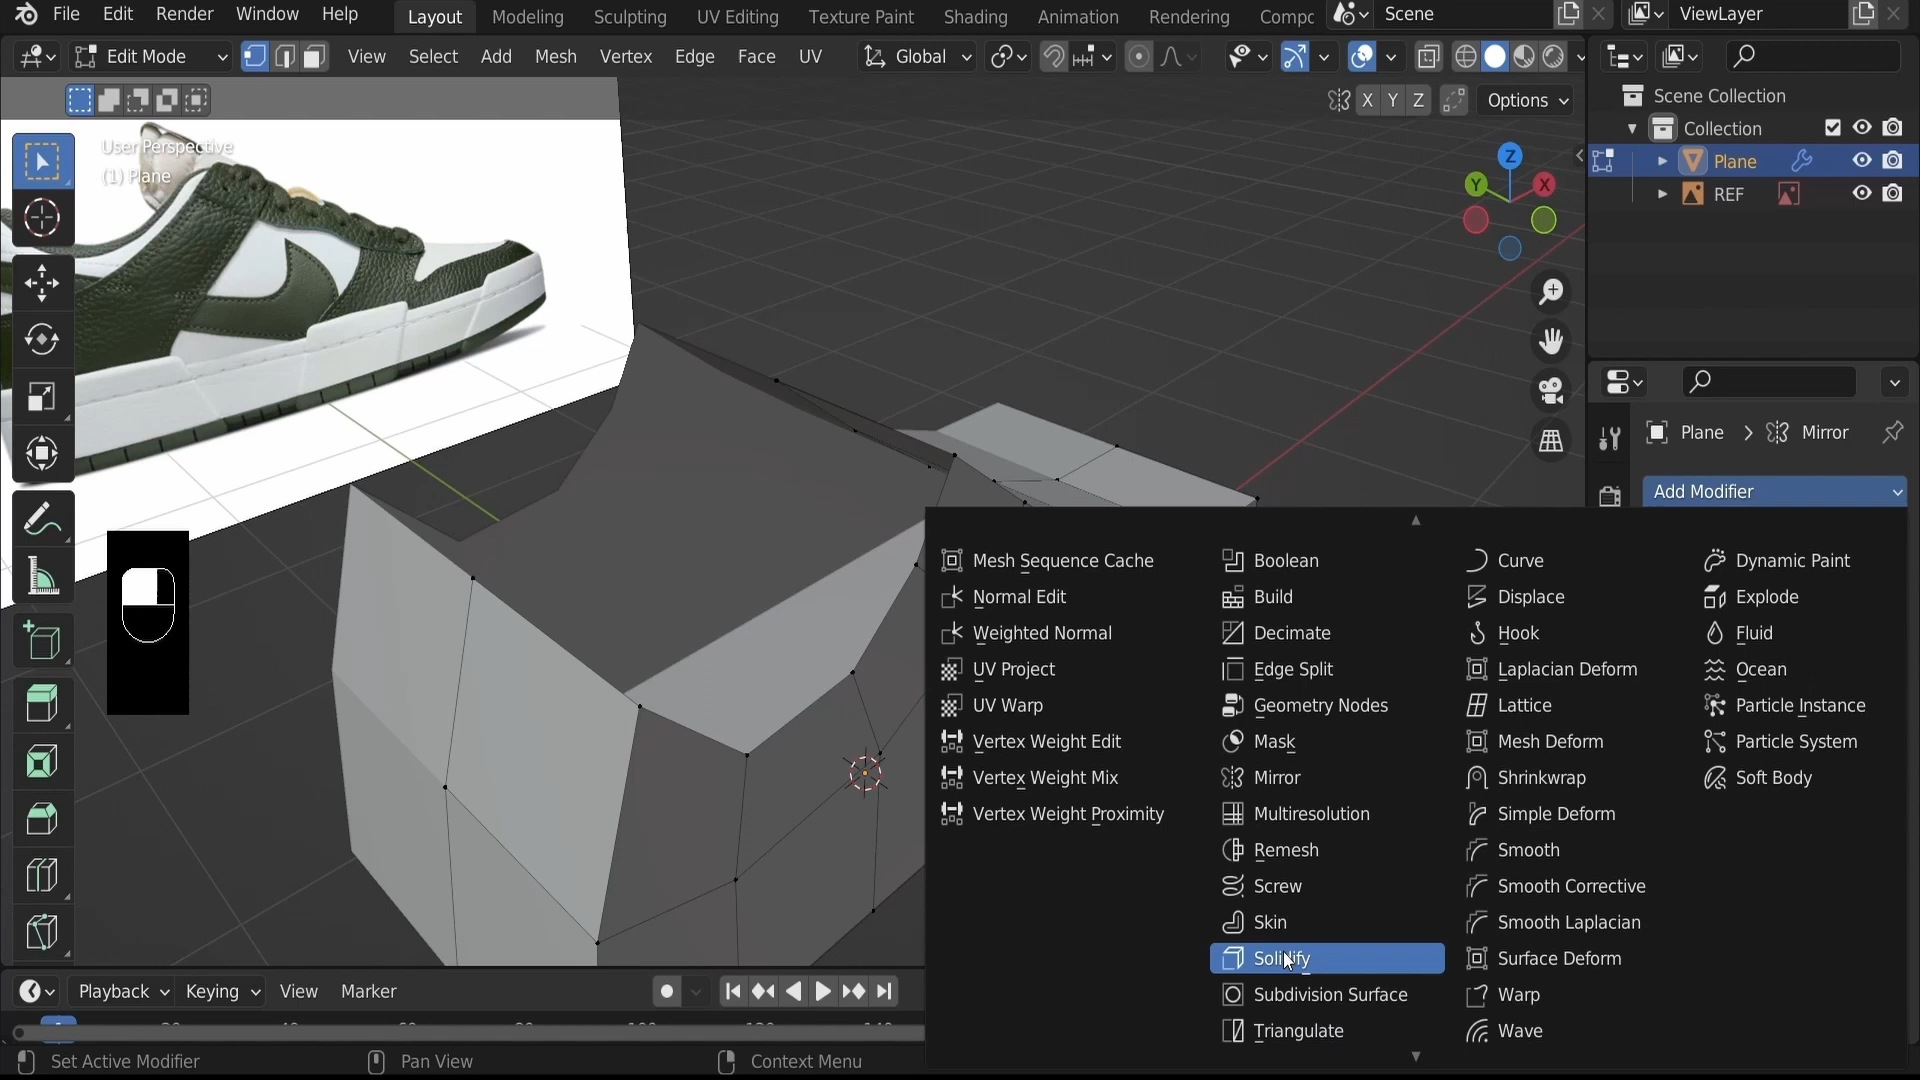 File Edit Render Window Help Layout Modeling Sculpting UV Editing Texture Paint Shading Animation Rendering Compc Scene ViewLayer
Edit Mode View Select Add Mesh Vertex Edge Face UV Global
X Y Z Options
User Perspective
(1) Plane
Z
Y X
Scene Collection
Collection
Plane
REF
Plane > Mirror
Add Modifier
Mesh Sequence Cache Boolean Curve Dynamic Paint
Normal Edit Build Displace Explode
Weighted Normal Decimate Hook Fluid
UV Project Edge Split Laplacian Deform Ocean
UV Warp Geometry Nodes Lattice Particle Instance
Vertex Weight Edit Mask Mesh Deform Particle System
Vertex Weight Mix Mirror Shrinkwrap Soft Body
Vertex Weight Proximity Multiresolution Simple Deform
Remesh Smooth
Screw Smooth Corrective
Skin Smooth Laplacian
Solidify Surface Deform
Subdivision Surface Warp
Triangulate Wave
Playback Keying View Marker
Set Active Modifier Pan View Context Menu